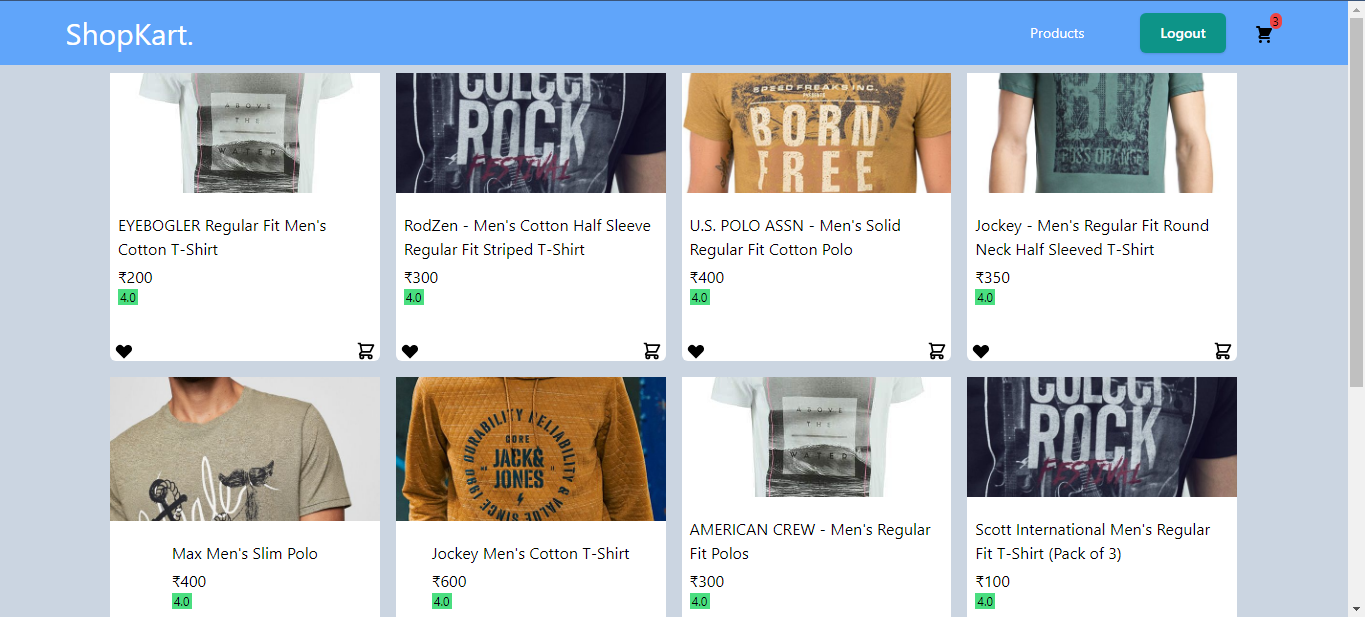 ShopKart.
Products
Logout
3
ABOVE
THE
WATER
ROCK
FESTIVAL
SPEED FREAKS INC.
BORN
FREE
EYEBOGLER Regular Fit Men's
Cotton T-Shirt
₹200
4.0
RodZen - Men's Cotton Half Sleeve
Regular Fit Striped T-Shirt
₹300
4.0
U.S. POLO ASSN - Men's Solid
Regular Fit Cotton Polo
₹400
4.0
Jockey - Men's Regular Fit Round
Neck Half Sleeved T-Shirt
₹350
4.0
DURABILITY RELIABILITY
& VALUE SINCE 1990
CORE
JACK&
JONES
ABOVE
THE
WATER
ROCK
FESTIVAL
Max Men's Slim Polo
₹400
4.0
Jockey Men's Cotton T-Shirt
₹600
4.0
AMERICAN CREW - Men's Regular
Fit Polos
₹300
4.0
Scott International Men's Regular
Fit T-Shirt (Pack of 3)
₹100
4.0